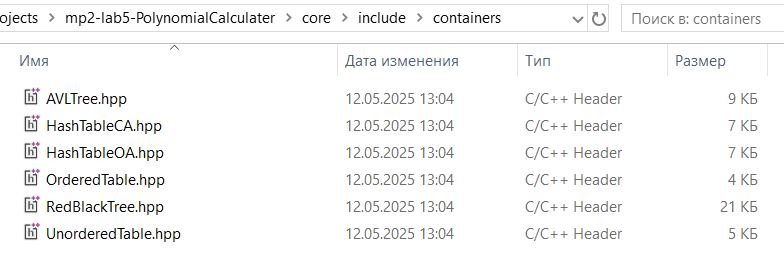 ojects > mp2-lab5-PolynomialCalculater > core > include > containers
Поиск в: containers
Имя Дата изменения Тип Размер
AVLTree.hpp 12.05.2025 13:04 C/C++ Header 9 КБ
HashTableCA.hpp 12.05.2025 13:04 C/C++ Header 7 КБ
HashTableOA.hpp 12.05.2025 13:04 C/C++ Header 7 КБ
OrderedTable.hpp 12.05.2025 13:04 C/C++ Header 4 КБ
RedBlackTree.hpp 12.05.2025 13:04 C/C++ Header 21 КБ
UnorderedTable.hpp 12.05.2025 13:04 C/C++ Header 5 КБ